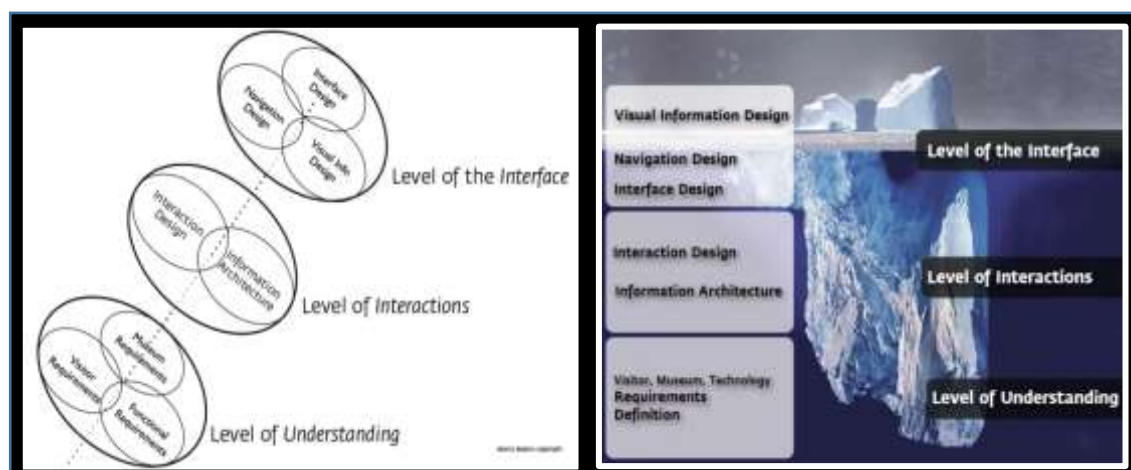 Interface
Design
Navigation
Design
Visual Info
Design
Level of the Interface
Interaction
Design
Information
Architecture
Level of Interactions
Museum
Requirements
Visitor
Requirements
Functional
Requirements
Level of Understanding
Visual Information Design
Navigation Design
Interface Design
Level of the Interface
Interaction Design
Information Architecture
Level of Interactions
Visitor, Museum, Technology
Requirements
Definition
Level of Understanding